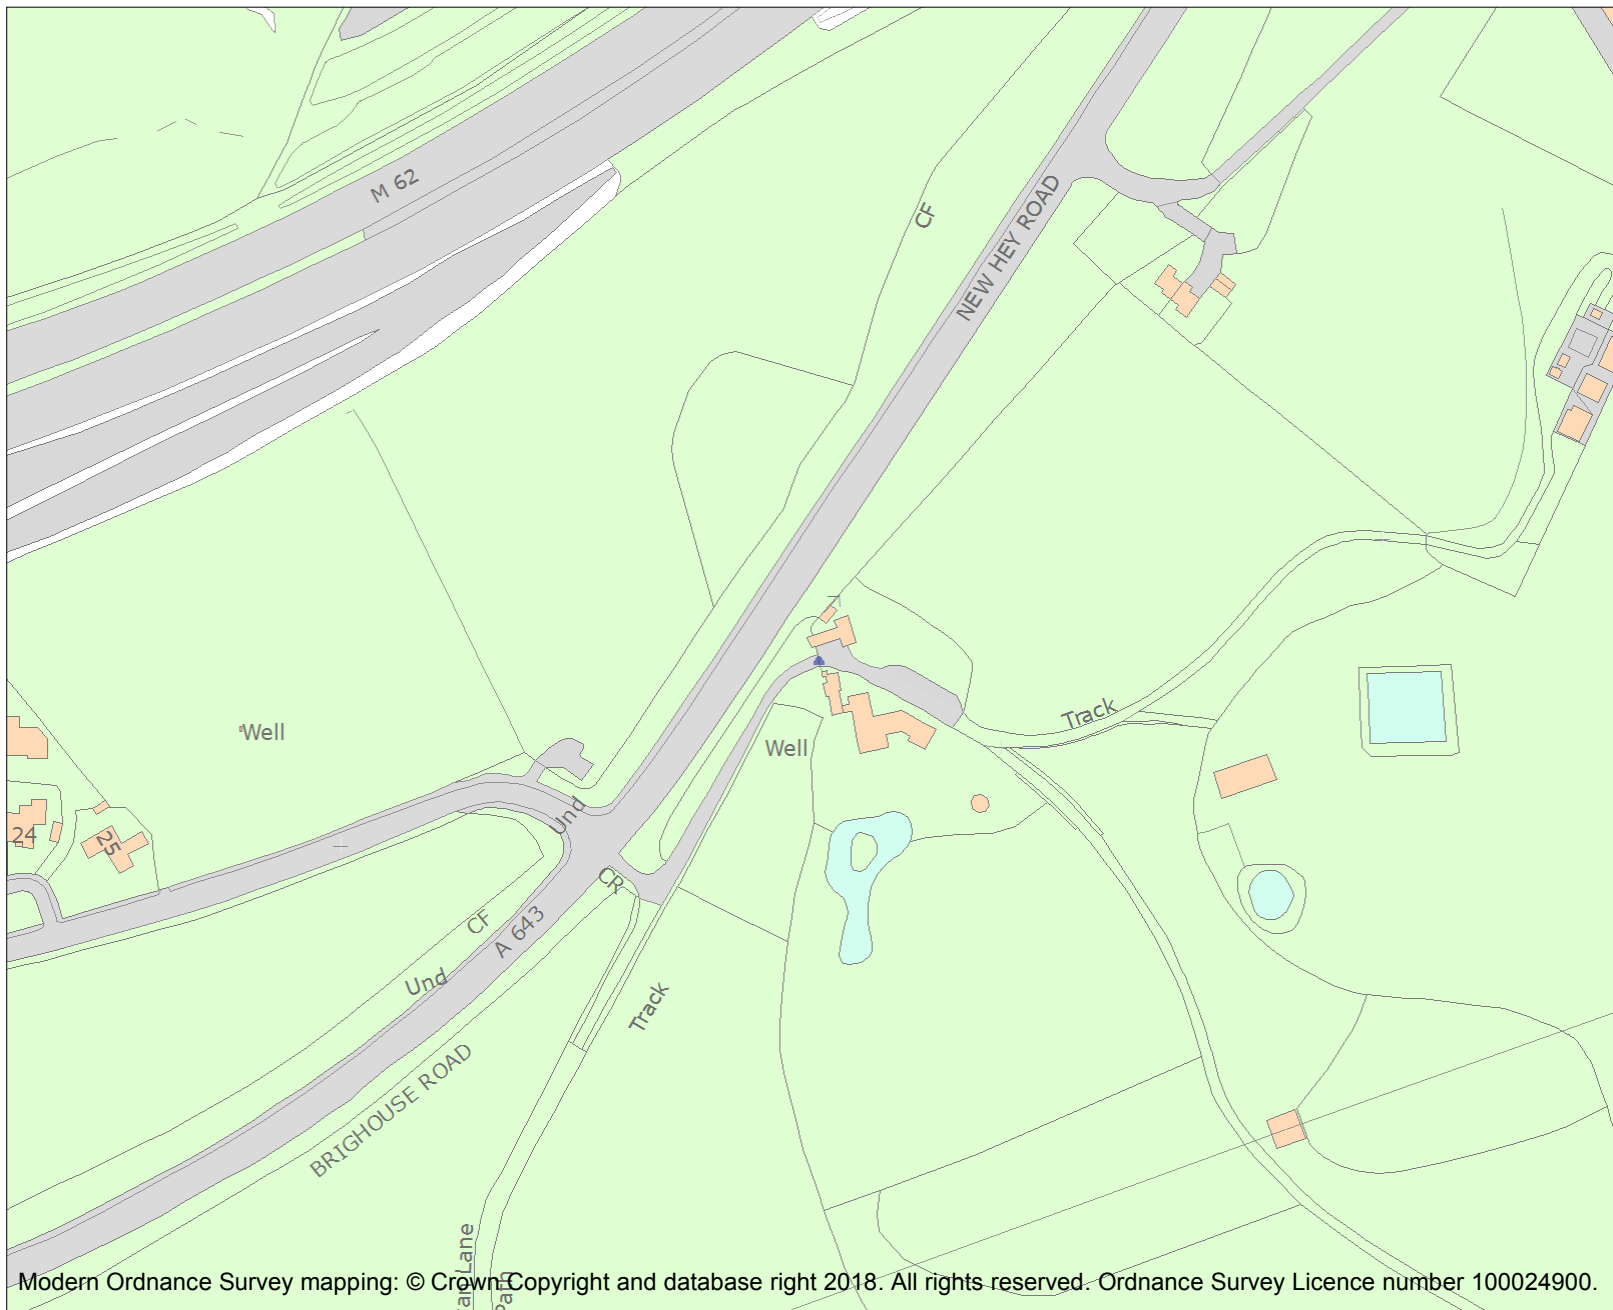 M 62
CF
NEW HEY ROAD
Well
Well
Track
24
25
Und
CR
CF
A 643
Und
Track
BRIGHOUSE ROAD
Lane
Path
Modern Ordnance Survey mapping: © Crown Copyright and database right 2018. All rights reserved. Ordnance Survey Licence number 100024900.